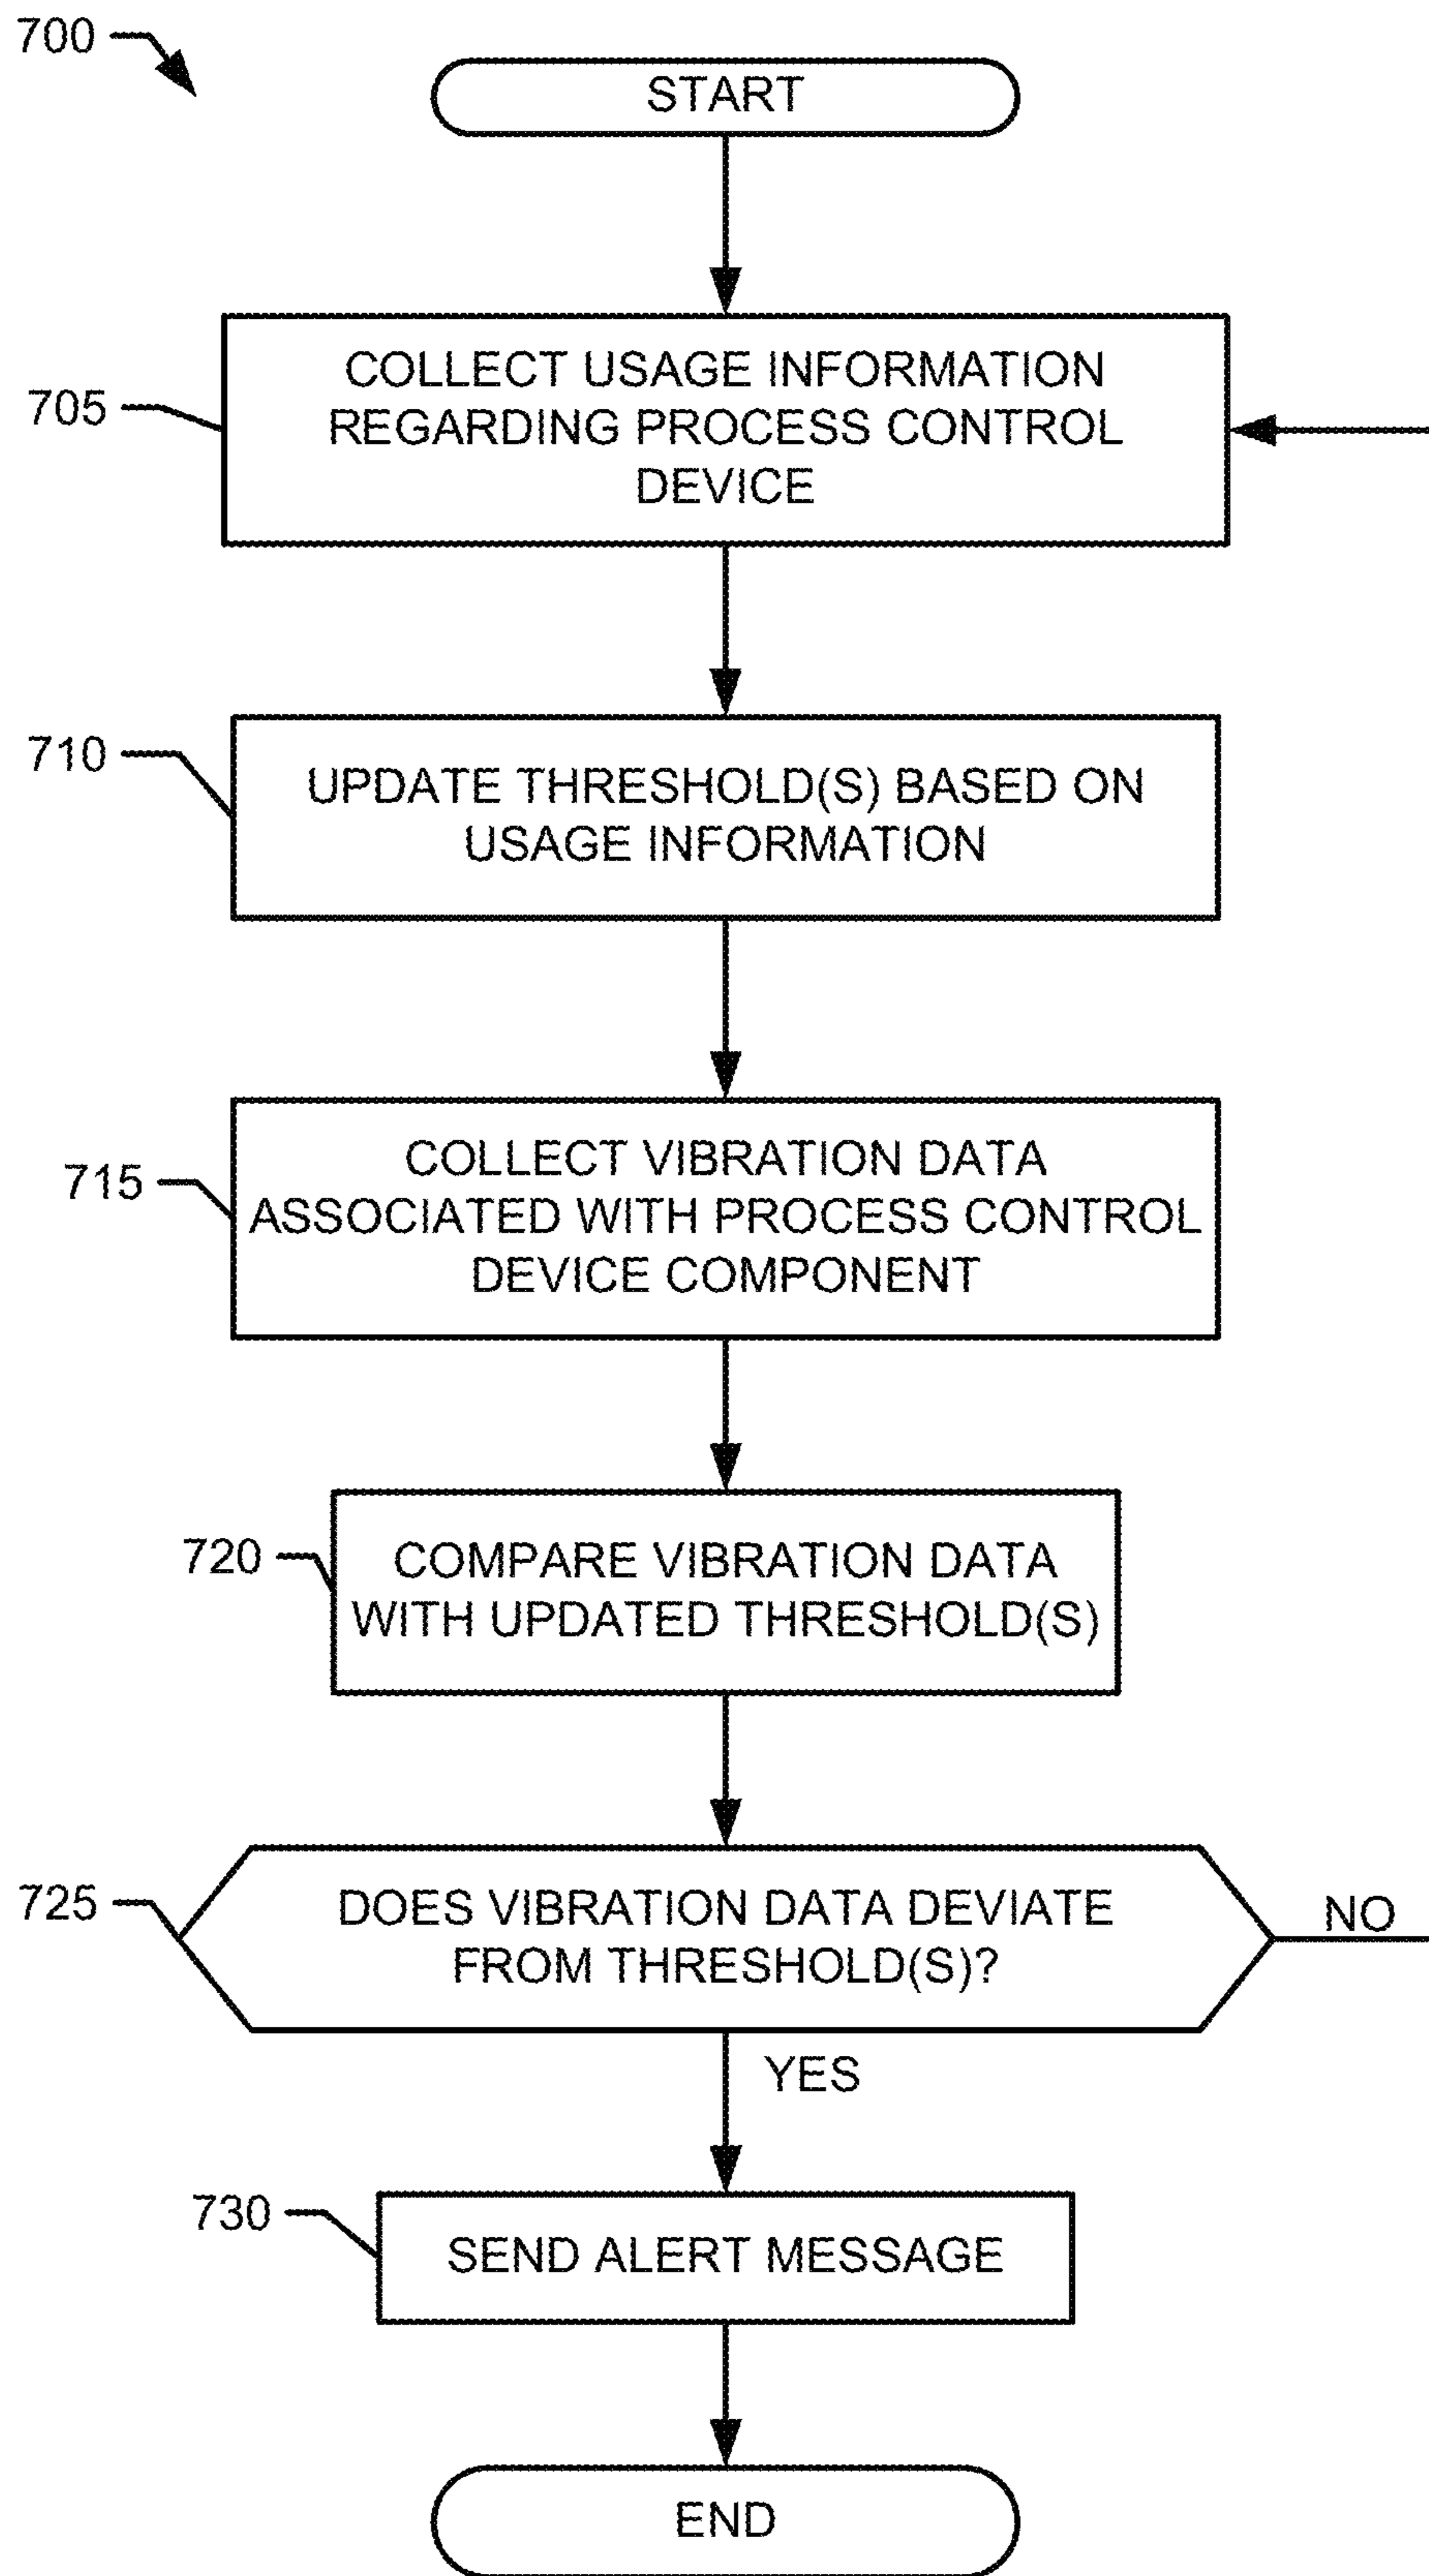 700
START
705
COLLECT USAGE INFORMATION
REGARDING PROCESS CONTROL
DEVICE
710
UPDATE THRESHOLD(S) BASED ON
USAGE INFORMATION
715
COLLECT VIBRATION DATA
ASSOCIATED WITH PROCESS CONTROL
DEVICE COMPONENT
720
COMPARE VIBRATION DATA
WITH UPDATED THRESHOLD(S)
725
DOES VIBRATION DATA DEVIATE
FROM THRESHOLD(S)?
NO
YES
730
SEND ALERT MESSAGE
END